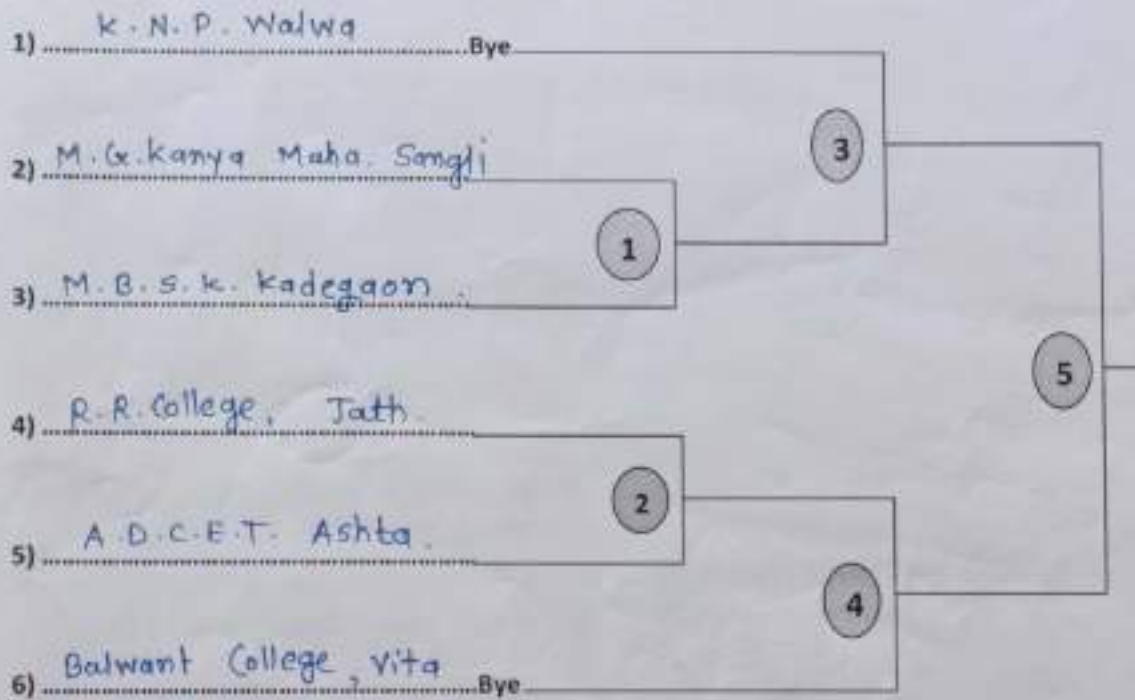 1) K.N.P. Walwa Bye
3
2) M.G.kanya Maha. Sangli
1
3) M.B.S.K. Kadegaon.
5
4) R.R.College, Jath.
2
5) A.D.C.E.T. Ashta.
4
6) Balwant College, Vita Bye